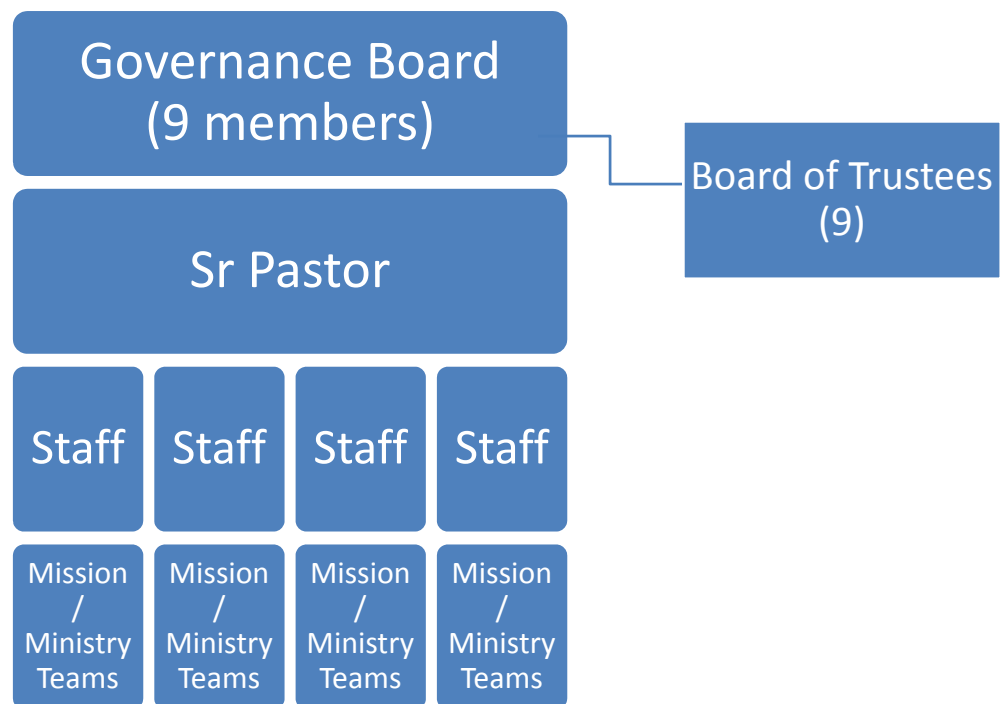 Governance Board
(9 members)
Board of Trustees
(9)
Sr Pastor
Staff
Staff
Staff
Staff
Mission
/
Ministry
Teams
Mission
/
Ministry
Teams
Mission
/
Ministry
Teams
Mission
/
Ministry
Teams